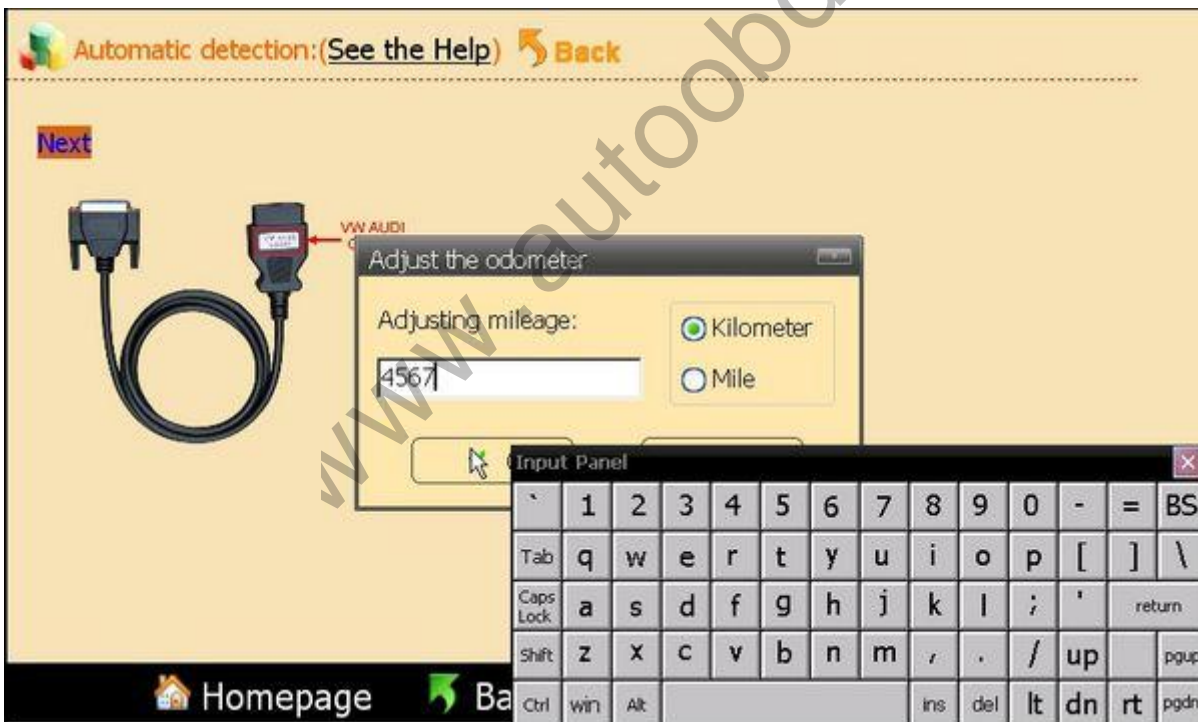 Automatic detection:(See the Help) Back
Next
VW AUDI
Adjust the odometer
Adjusting mileage:
Kilometer
4567
Mile
Input Panel
` 1 2 3 4 5 6 7 8 9 0 - = BS
Tab q w e r t y u i o p [ ] \
Caps Lock a s d f g h j k l ; ' return
Shift z x c v b n m , . / up pgup
Ctrl win Alt ins del lt dn rt pgdn
Homepage Ba
www.autoobd